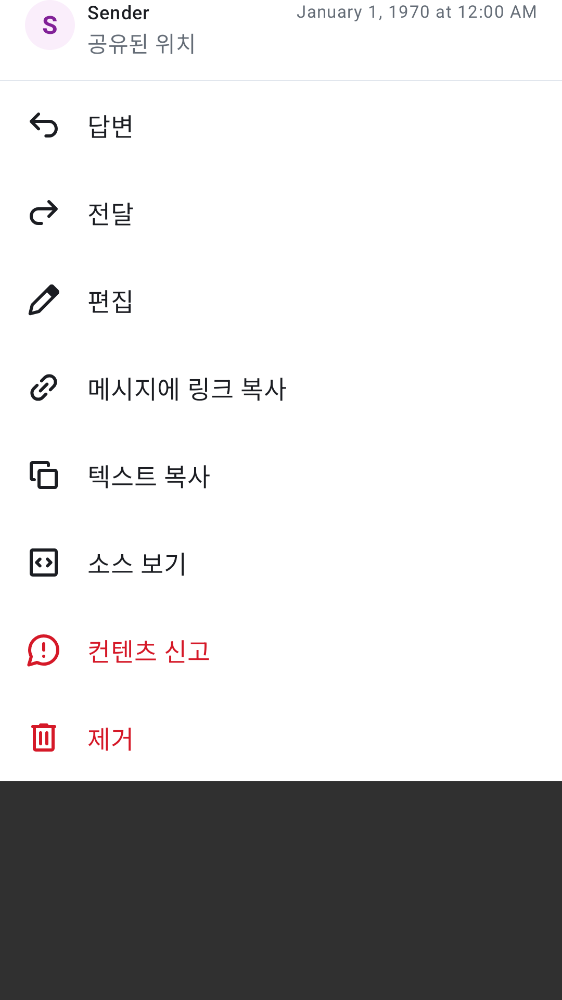 S
Sender
January 1, 1970 at 12:00 AM
공유된 위치
답변
전달
편집
메시지에 링크 복사
텍스트 복사
소스 보기
컨텐츠 신고
제거